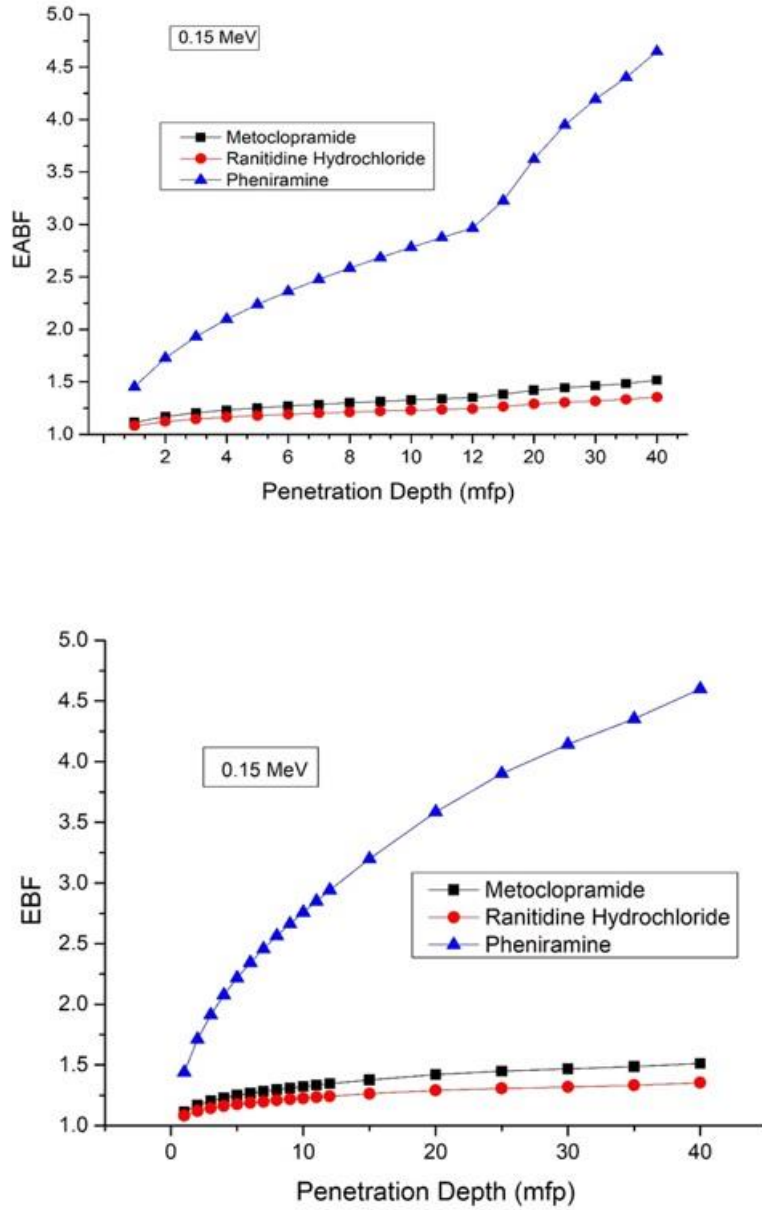 5.0
0.15 MeV
4.5
4.0
Metoclopramide
Ranitidine Hydrochloride
Pheniramine
3.5
3.0
EABF
2.5
2.0
1.5
1.0
2 4 6 8 10 12 20 30 40
Penetration Depth (mfp)
5.0
4.5
0.15 MeV
4.0
3.5
EBF
3.0
Metoclopramide
Ranitidine Hydrochloride
Pheniramine
2.5
2.0
1.5
1.0
0 10 20 30 40
Penetration Depth (mfp)